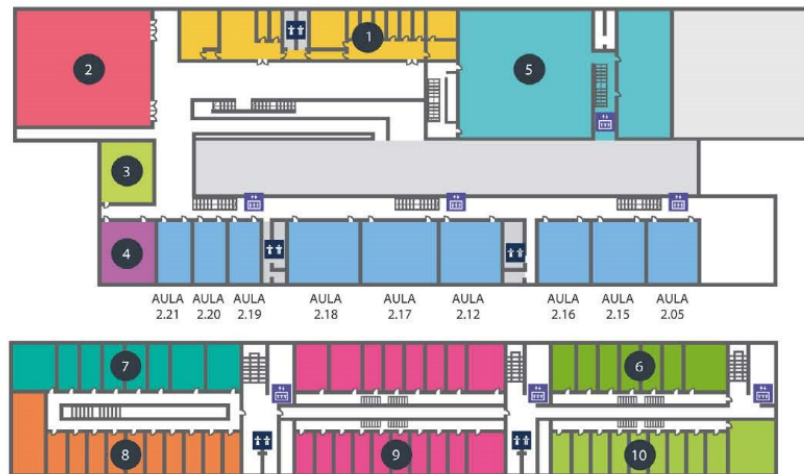 1
2
5
3
4
AULA 2.21
AULA 2.20
AULA 2.19
AULA 2.18
AULA 2.17
AULA 2.12
AULA 2.16
AULA 2.15
AULA 2.05
7
6
8
9
10